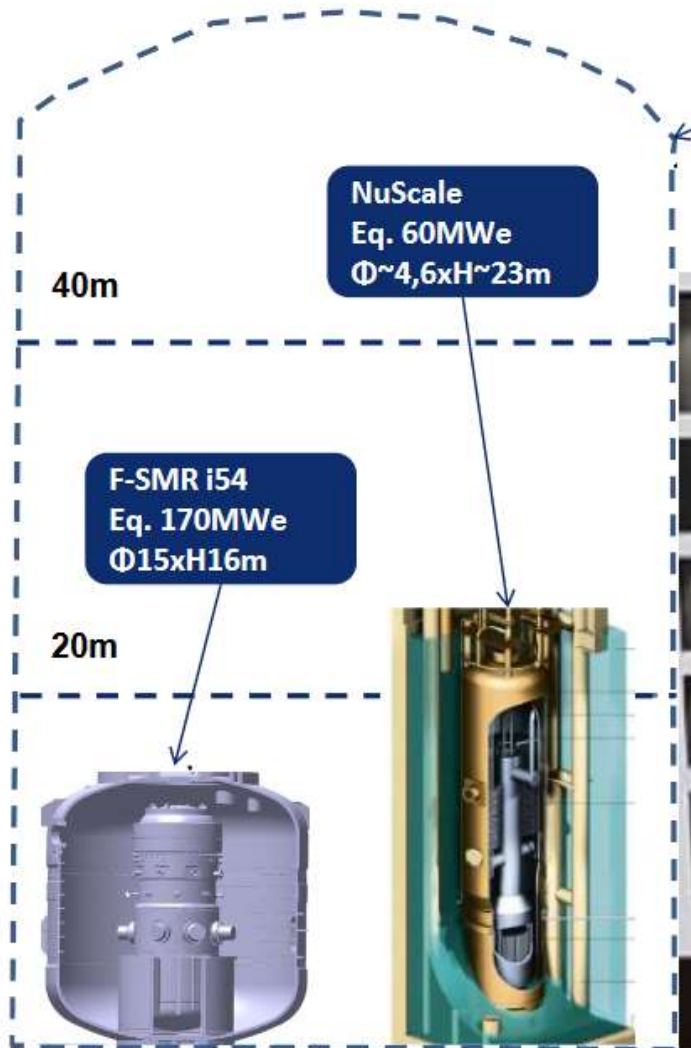 NuScale
Eq. 60MWe
Φ~4,6xH~23m
40m
F-SMR i54
Eq. 170MWe
Φ15xH16m
20m